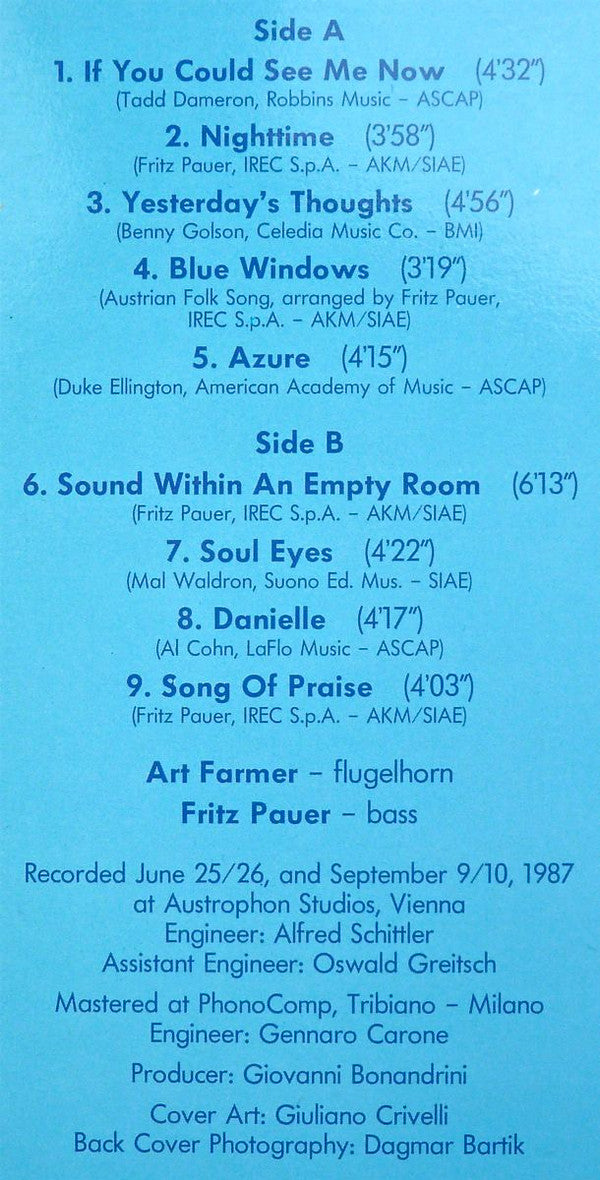 Side A
1. If You Could See Me Now (4'32")
(Tadd Dameron, Robbins Music – ASCAP)
2. Nighttime (3'58")
(Fritz Pauer, IREC S.p.A. – AKM/SIAE)
3. Yesterday's Thoughts (4'56")
(Benny Golson, Celedia Music Co. – BMI)
4. Blue Windows (3'19")
(Austrian Folk Song, arranged by Fritz Pauer,
IREC S.p.A. – AKM/SIAE)
5. Azure (4'15")
(Duke Ellington, American Academy of Music – ASCAP)
Side B
6. Sound Within An Empty Room (6'13")
(Fritz Pauer, IREC S.p.A. – AKM/SIAE)
7. Soul Eyes (4'22")
(Mal Waldron, Suono Ed. Mus. – SIAE)
8. Danielle (4'17")
(Al Cohn, LaFlo Music – ASCAP)
9. Song Of Praise (4'03")
(Fritz Pauer, IREC S.p.A. – AKM/SIAE)
Art Farmer – flugelhorn
Fritz Pauer – bass
Recorded June 25/26, and September 9/10, 1987
at Austrophon Studios, Vienna
Engineer: Alfred Schittler
Assistant Engineer: Oswald Greitsch
Mastered at PhonoComp, Tribiano – Milano
Engineer: Gennaro Carone
Producer: Giovanni Bonandrini
Cover Art: Giuliano Crivelli
Back Cover Photography: Dagmar Bartik